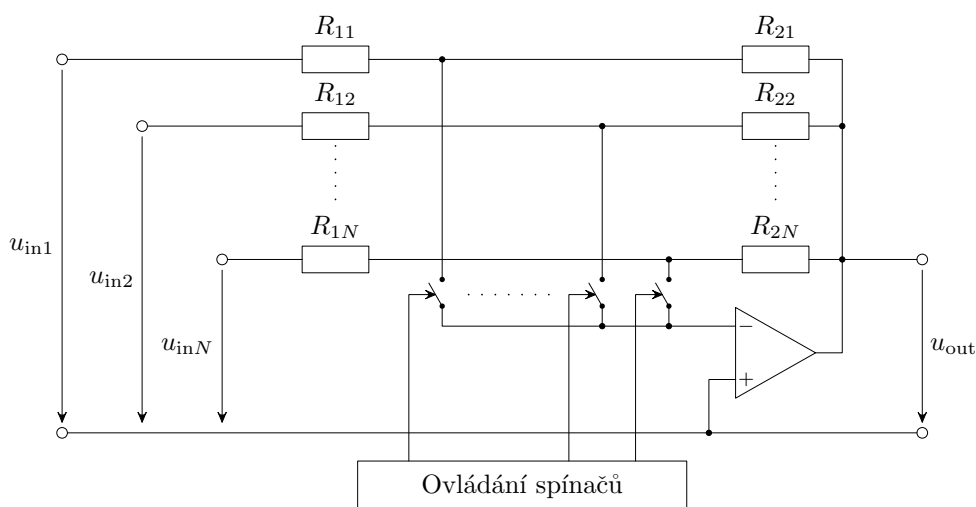 R11
R21
R12
R22
R1N
R2N
uin1
uin2
uinN
uout
−
+
Ovládání spínačů